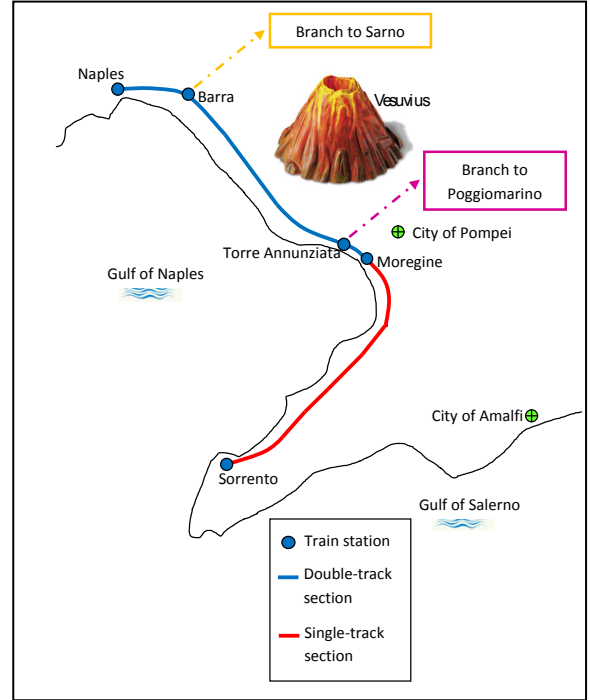 Branch to Sarno
Naples
Barra
Vesuvius
Branch to
Poggiomarino
City of Pompei
Torre Annunziata
Moregine
Gulf of Naples
City of Amalfi
Sorrento
Gulf of Salerno
Train station
Double-track
section
Single-track
section